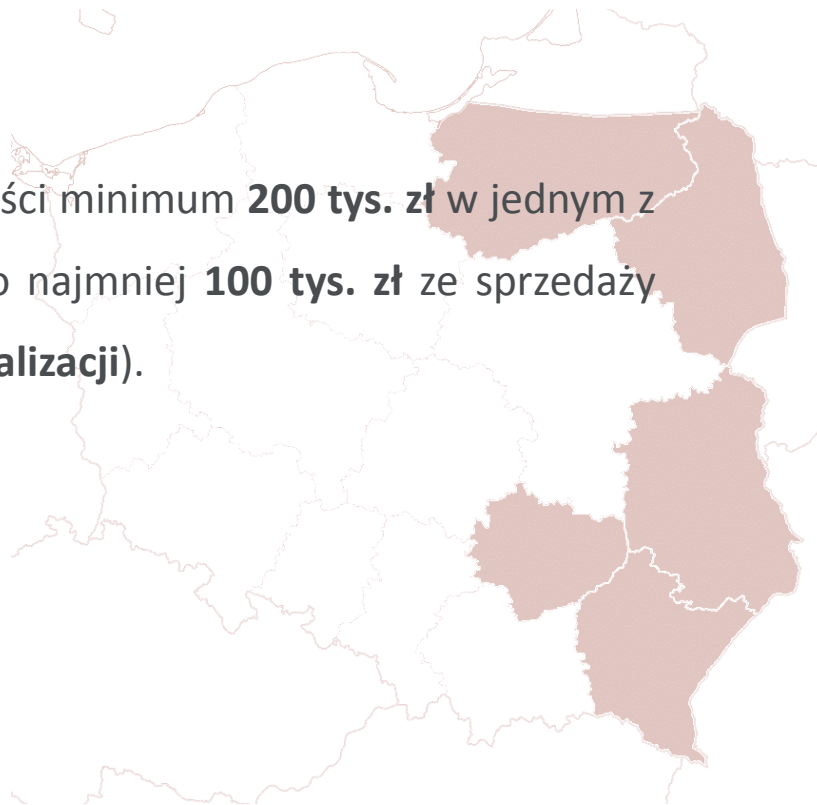 ści minimum 200 tys. zł w jednym z
o najmniej 100 tys. zł ze sprzedaży
alizacji).